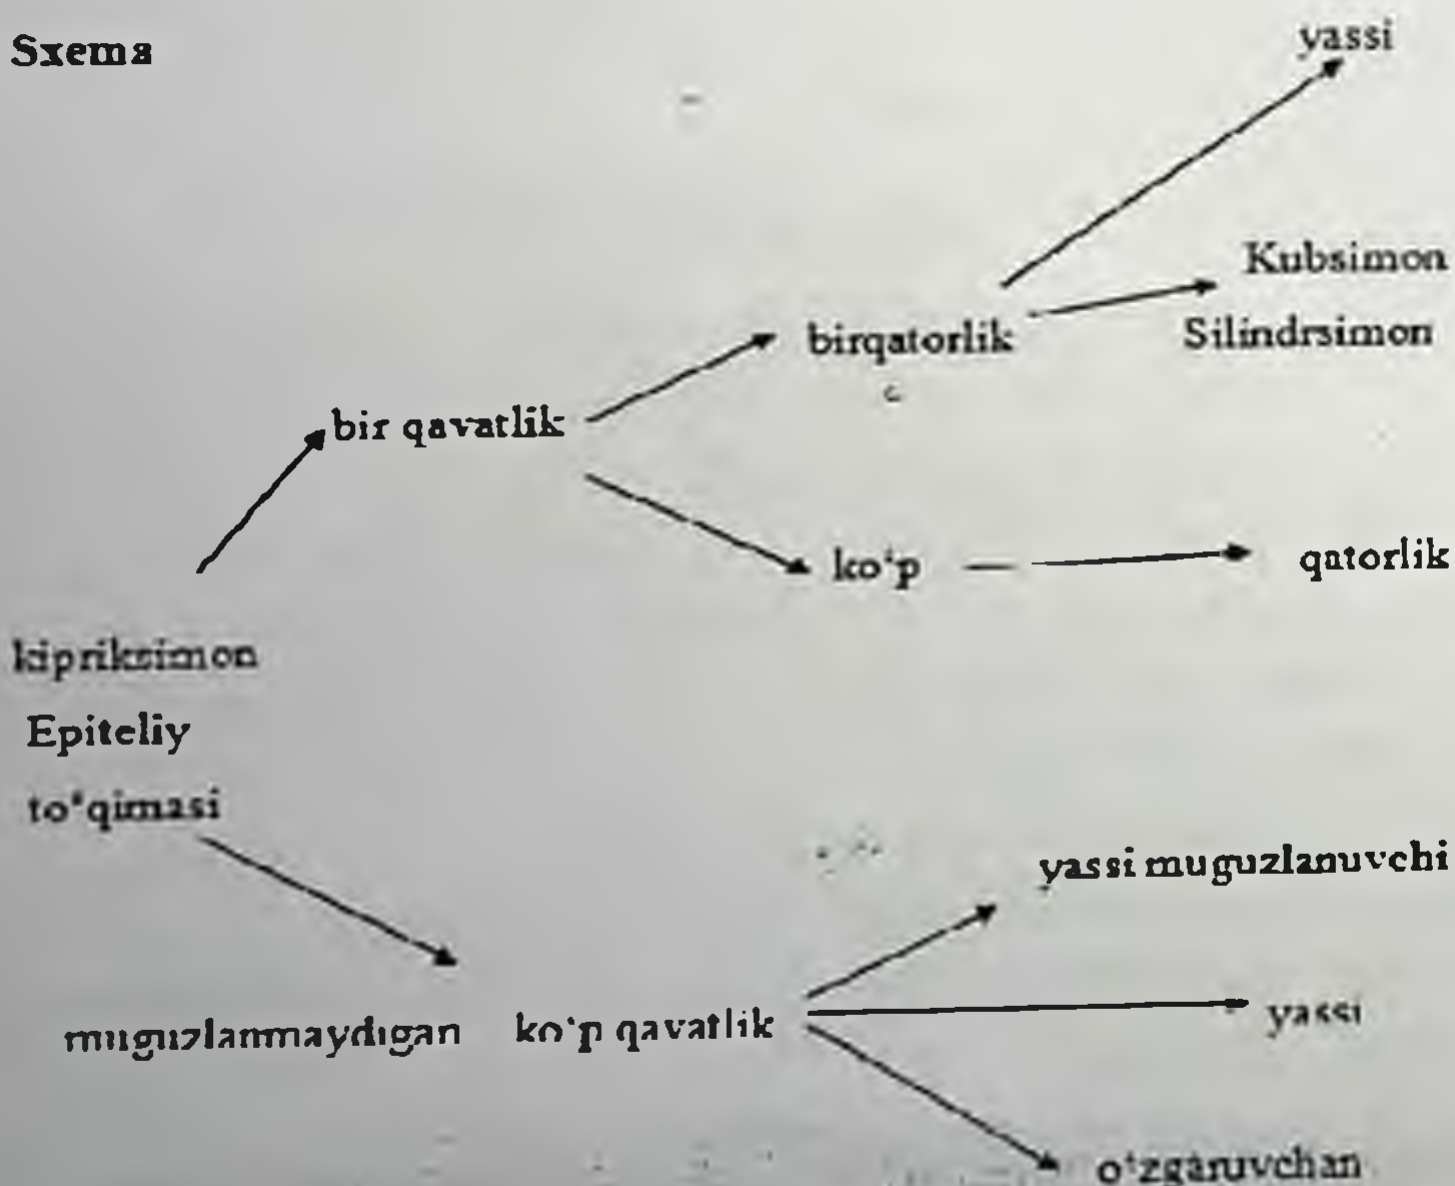 Sxema
yassi
Kubsimon
birqatorlik Silindrsimon
bir qavatlik
ko‘p qatorlik
kipriksimon
Epiteliy
to‘qimasi
yassi muguzlanuvchi
muguzlanmaydigan ko‘p qavatlik yassi
o‘zgaruvchan